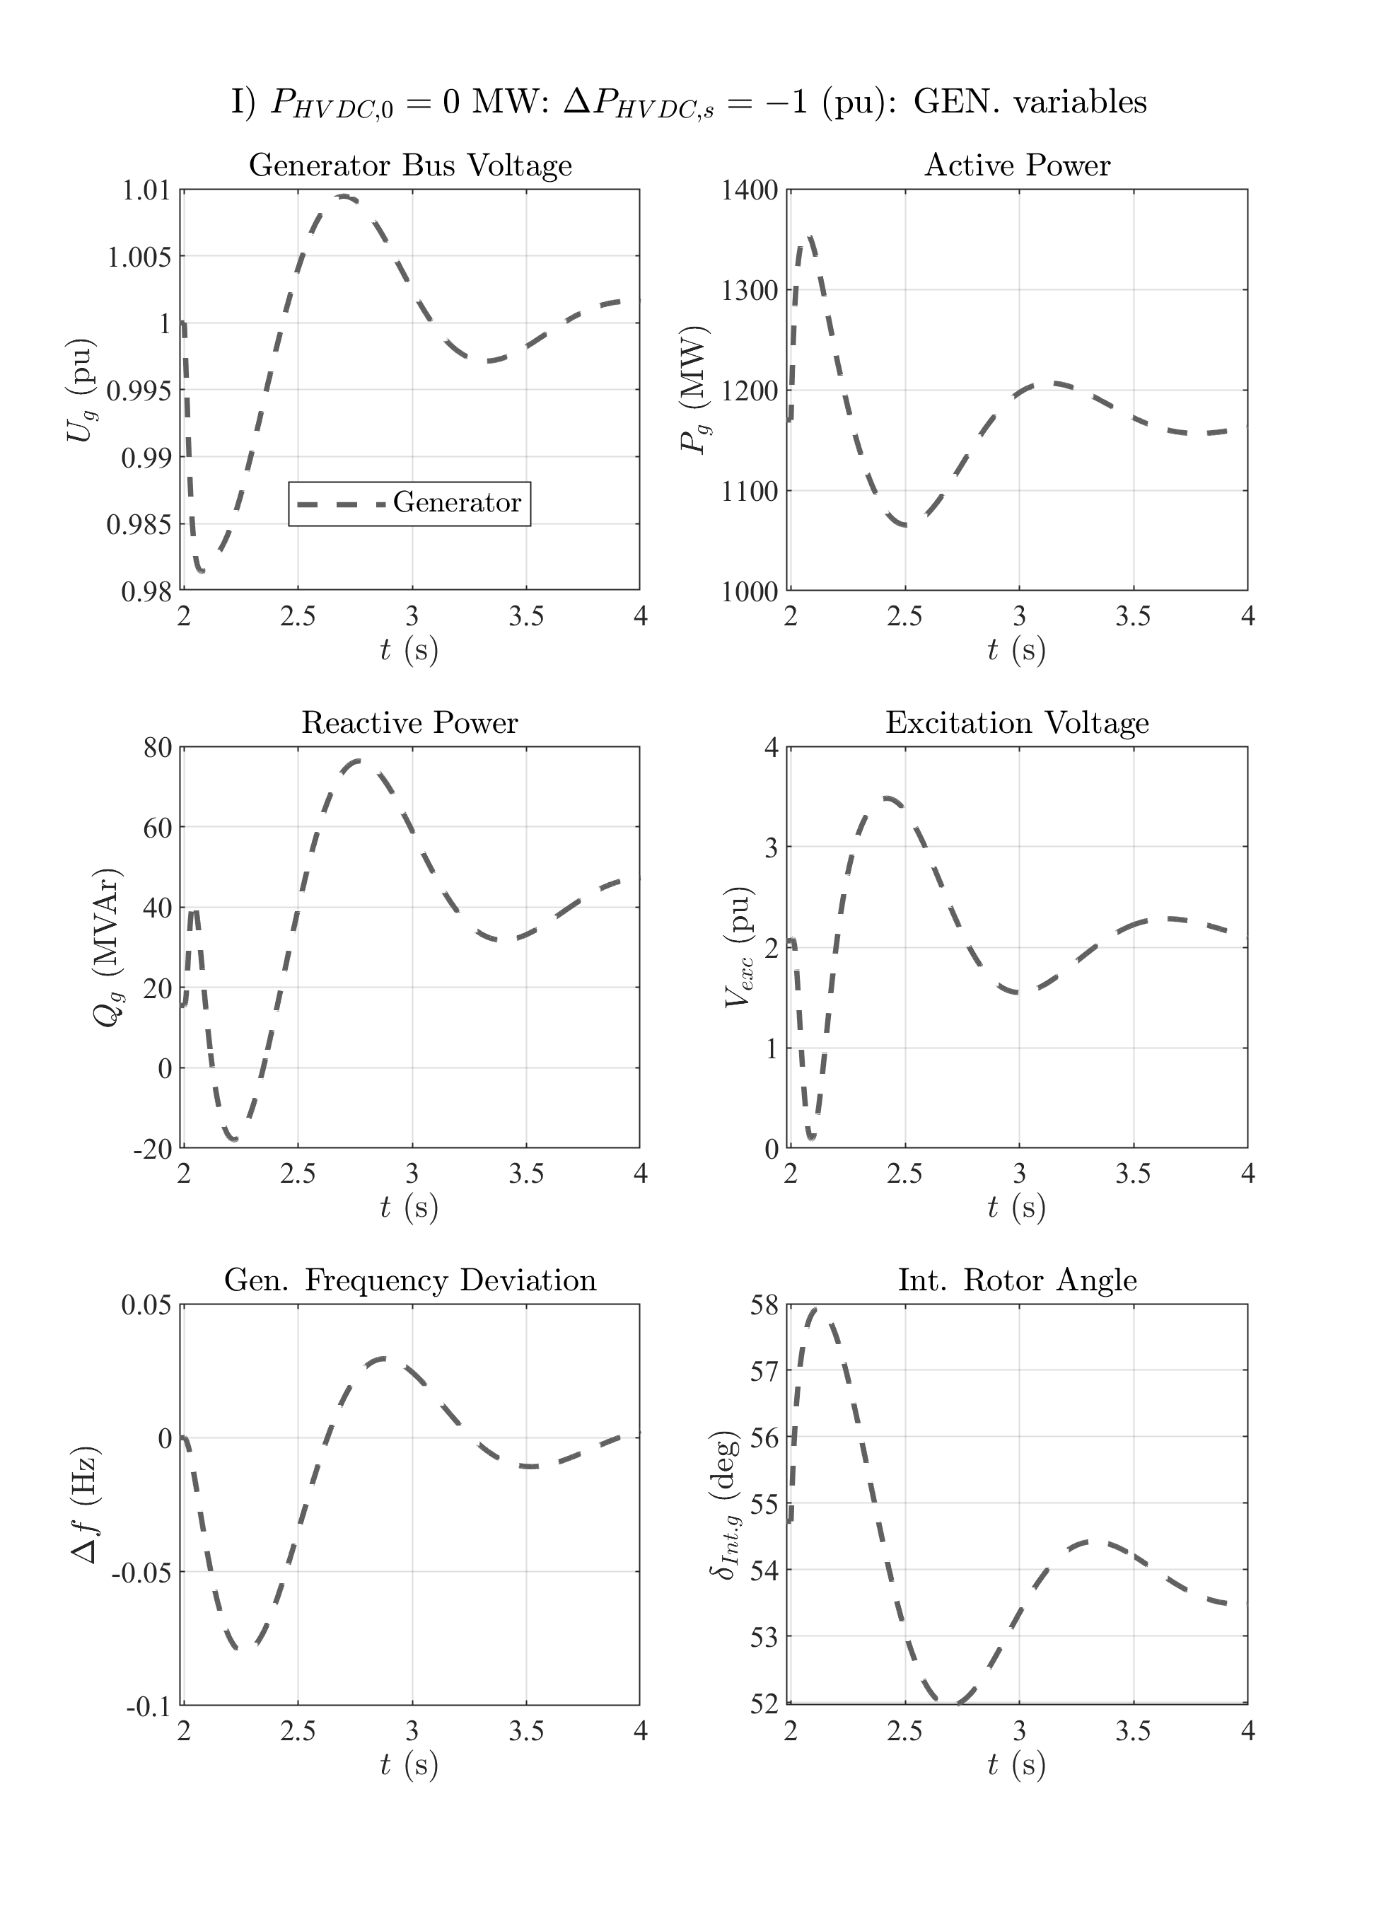 I) P_{HVDC,0} = 0 MW: ΔP_{HVDC,s} = −1 (pu): GEN. variables
Generator Bus Voltage
1.01
1.005
1
0.995
0.99
0.985
0.98
U_g (pu)
Generator
2 2.5 3 3.5 4
t (s)
Active Power
1400
1300
1200
1100
1000
P_g (MW)
2 2.5 3 3.5 4
t (s)
Reactive Power
80
60
40
20
0
-20
Q_g (MVAr)
2 2.5 3 3.5 4
t (s)
Excitation Voltage
4
3
2
1
0
V_{exc} (pu)
2 2.5 3 3.5 4
t (s)
Gen. Frequency Deviation
0.05
0
-0.05
-0.1
Δf (Hz)
2 2.5 3 3.5 4
t (s)
Int. Rotor Angle
58
57
56
55
54
53
52
δ_{Int.g} (deg)
2 2.5 3 3.5 4
t (s)